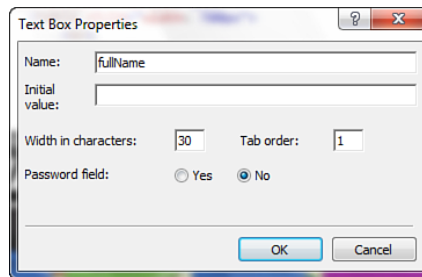 Text Box Properties
Name: fullName
Initial value:
Width in characters: 30 Tab order: 1
Password field: Yes No
OK Cancel